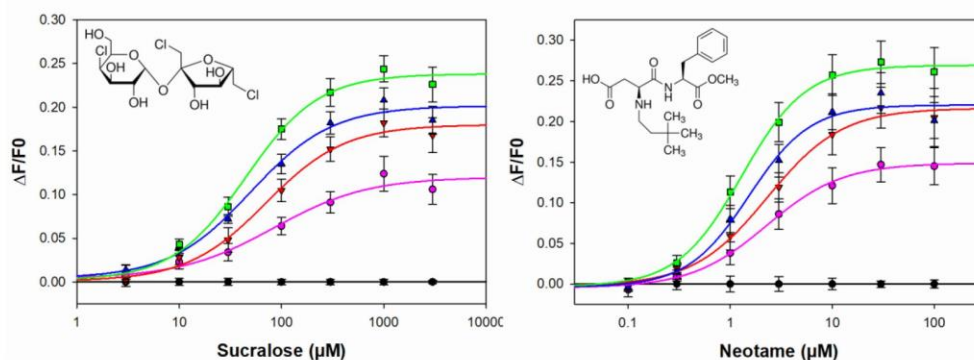 0.30
0.25
0.20
0.15
0.10
0.05
0.00
ΔF/F0
1
10
100
1000
10000
Sucralose (µM)
HO
Cl
OH
O
OH
O
Cl
O
OH
OH
Cl
0.30
0.25
0.20
0.15
0.10
0.05
0.00
ΔF/F0
0.1
1
10
100
Neotame (µM)
HO
O
O
HN
N
H
O
O
CH₃
CH₃
CH₃
H₃C